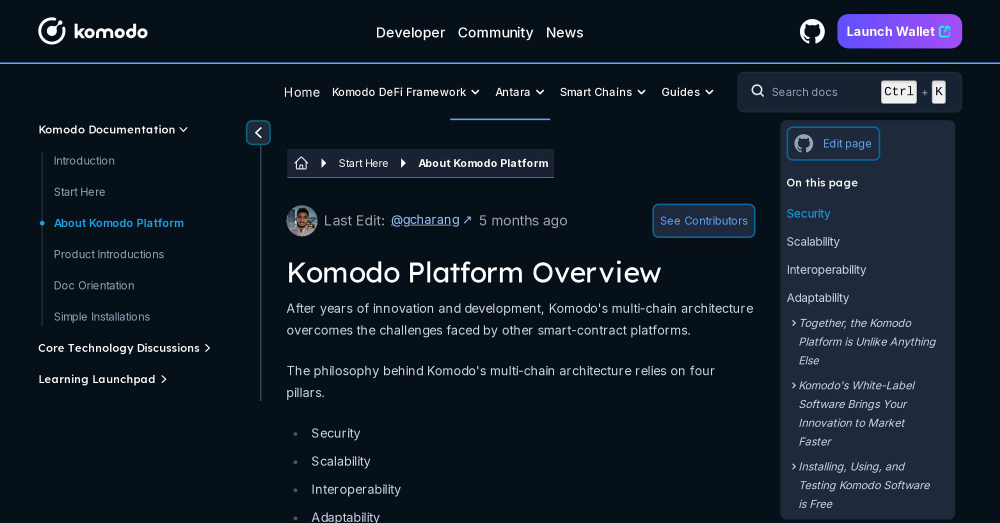 komodo
Developer Community News
Launch Wallet
Home Komodo DeFi Framework Antara Smart Chains Guides
Search docs Ctrl + K
Komodo Documentation
Introduction
Start Here
About Komodo Platform
Product Introductions
Doc Orientation
Simple Installations
Core Technology Discussions
Learning Launchpad
Start Here About Komodo Platform
Last Edit: @gcharang ↗ 5 months ago
See Contributors
Komodo Platform Overview
After years of innovation and development, Komodo's multi-chain architecture
overcomes the challenges faced by other smart-contract platforms.
The philosophy behind Komodo's multi-chain architecture relies on four
pillars.
Security
Scalability
Interoperability
Adaptability
Edit page
On this page
Security
Scalability
Interoperability
Adaptability
Together, the Komodo
Platform is Unlike Anything
Else
Komodo's White-Label
Software Brings Your
Innovation to Market
Faster
Installing, Using, and
Testing Komodo Software
is Free